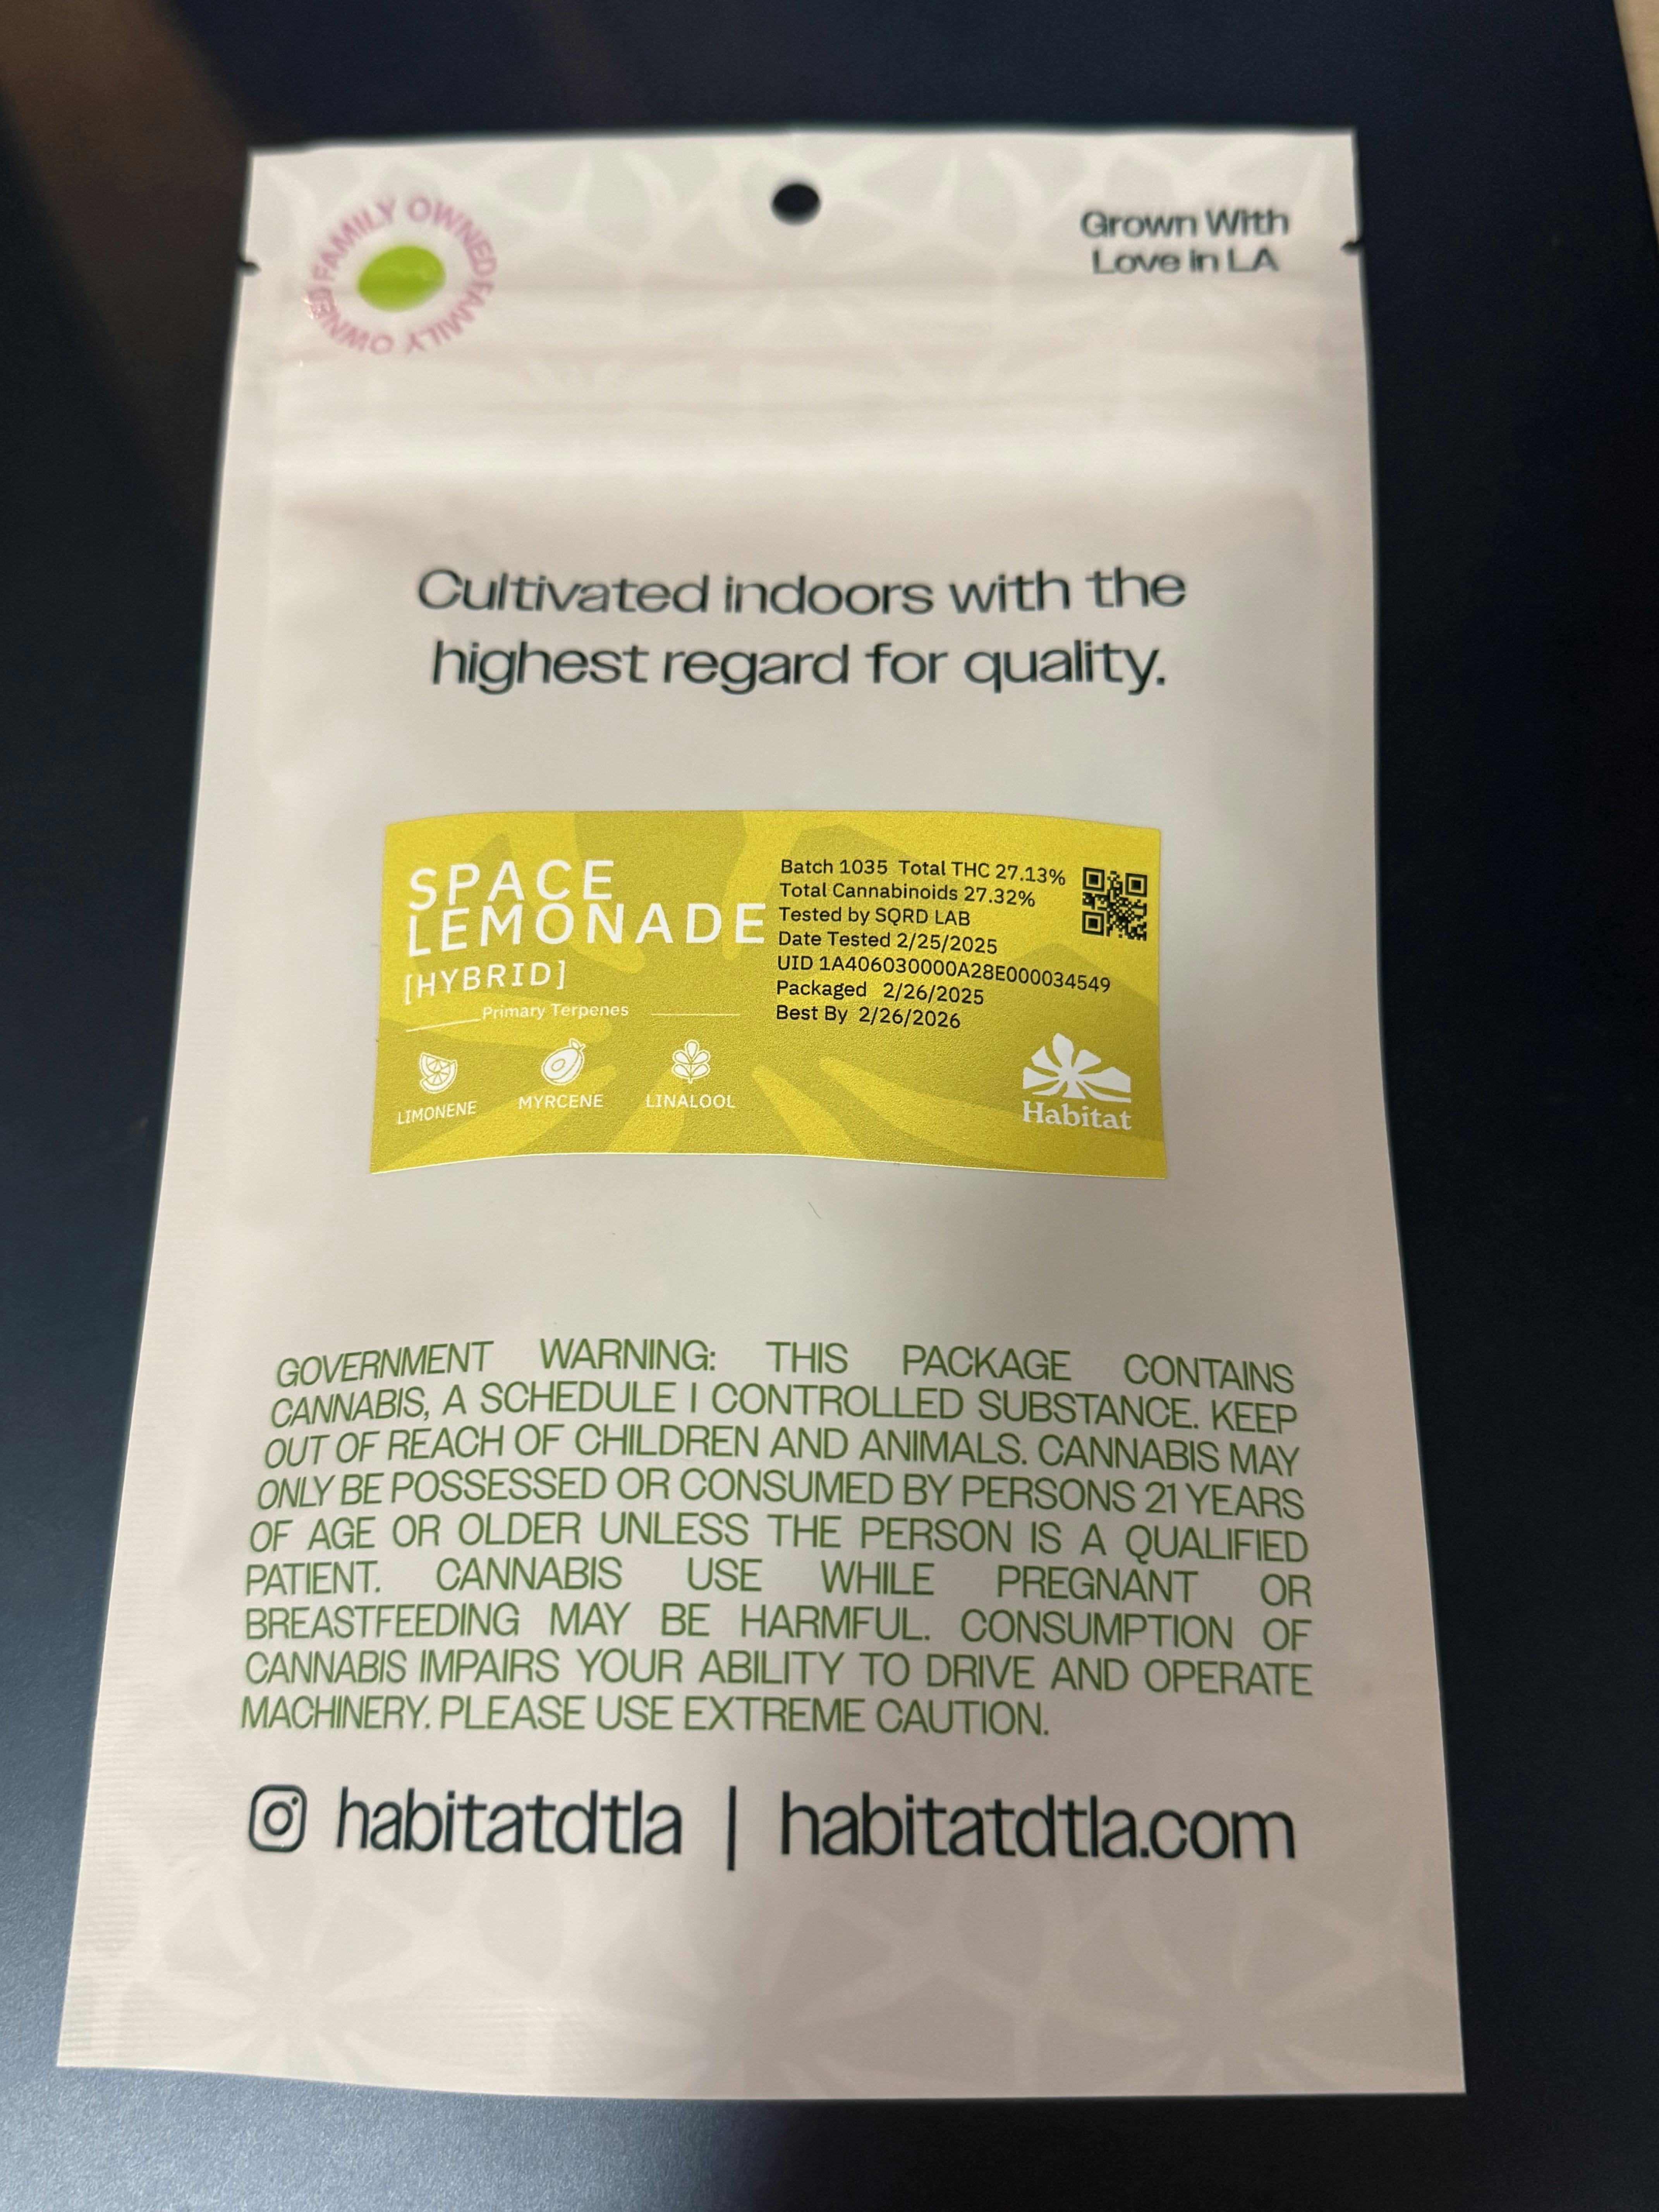 FAMILY OWNED FAMILY OWNED
Grown With
Love in LA
Cultivated indoors with the
highest regard for quality.
SPACE
LEMONADE
[HYBRID]
Primary Terpenes
LIMONENE MYRCENE LINALOOL
Batch 1035 Total THC 27.13%
Total Cannabinoids 27.32%
Tested by SQRD LAB
Date Tested 2/25/2025
UID 1A406030000A28E000034549
Packaged 2/26/2025
Best By 2/26/2026
Habitat
GOVERNMENT WARNING: THIS PACKAGE CONTAINS
CANNABIS, A SCHEDULE I CONTROLLED SUBSTANCE. KEEP
OUT OF REACH OF CHILDREN AND ANIMALS. CANNABIS MAY
ONLY BE POSSESSED OR CONSUMED BY PERSONS 21 YEARS
OF AGE OR OLDER UNLESS THE PERSON IS A QUALIFIED
PATIENT. CANNABIS USE WHILE PREGNANT OR
BREASTFEEDING MAY BE HARMFUL. CONSUMPTION OF
CANNABIS IMPAIRS YOUR ABILITY TO DRIVE AND OPERATE
MACHINERY. PLEASE USE EXTREME CAUTION.
habitatdtla | habitatdtla.com